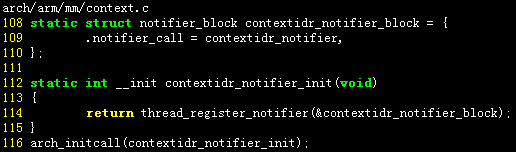 arch/arm/mm/context.c
108 static struct notifier_block contextidr_notifier_block = {
109         .notifier_call = contextidr_notifier,
110 };
111
112 static int __init contextidr_notifier_init(void)
113 {
114         return thread_register_notifier(&contextidr_notifier_block);
115 }
116 arch_initcall(contextidr_notifier_init);